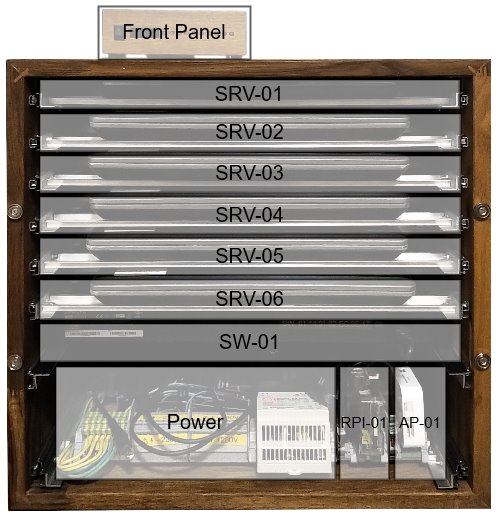 Front Panel
SRV-01
SRV-02
SRV-03
SRV-04
SRV-05
SRV-06
SW-01
Power
RPI-01
AP-01